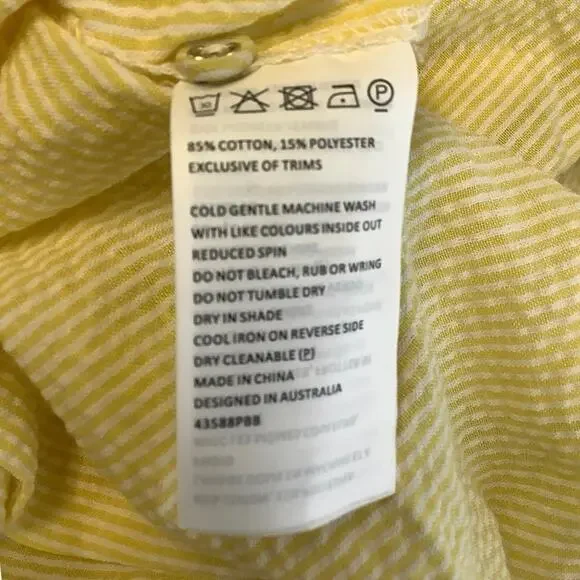 30
P
85% COTTON, 15% POLYESTER
EXCLUSIVE OF TRIMS
COLD GENTLE MACHINE WASH
WITH LIKE COLOURS INSIDE OUT
REDUCED SPIN
DO NOT BLEACH, RUB OR WRING
DO NOT TUMBLE DRY
DRY IN SHADE
COOL IRON ON REVERSE SIDE
DRY CLEANABLE (P)
MADE IN CHINA
DESIGNED IN AUSTRALIA
43588PBB